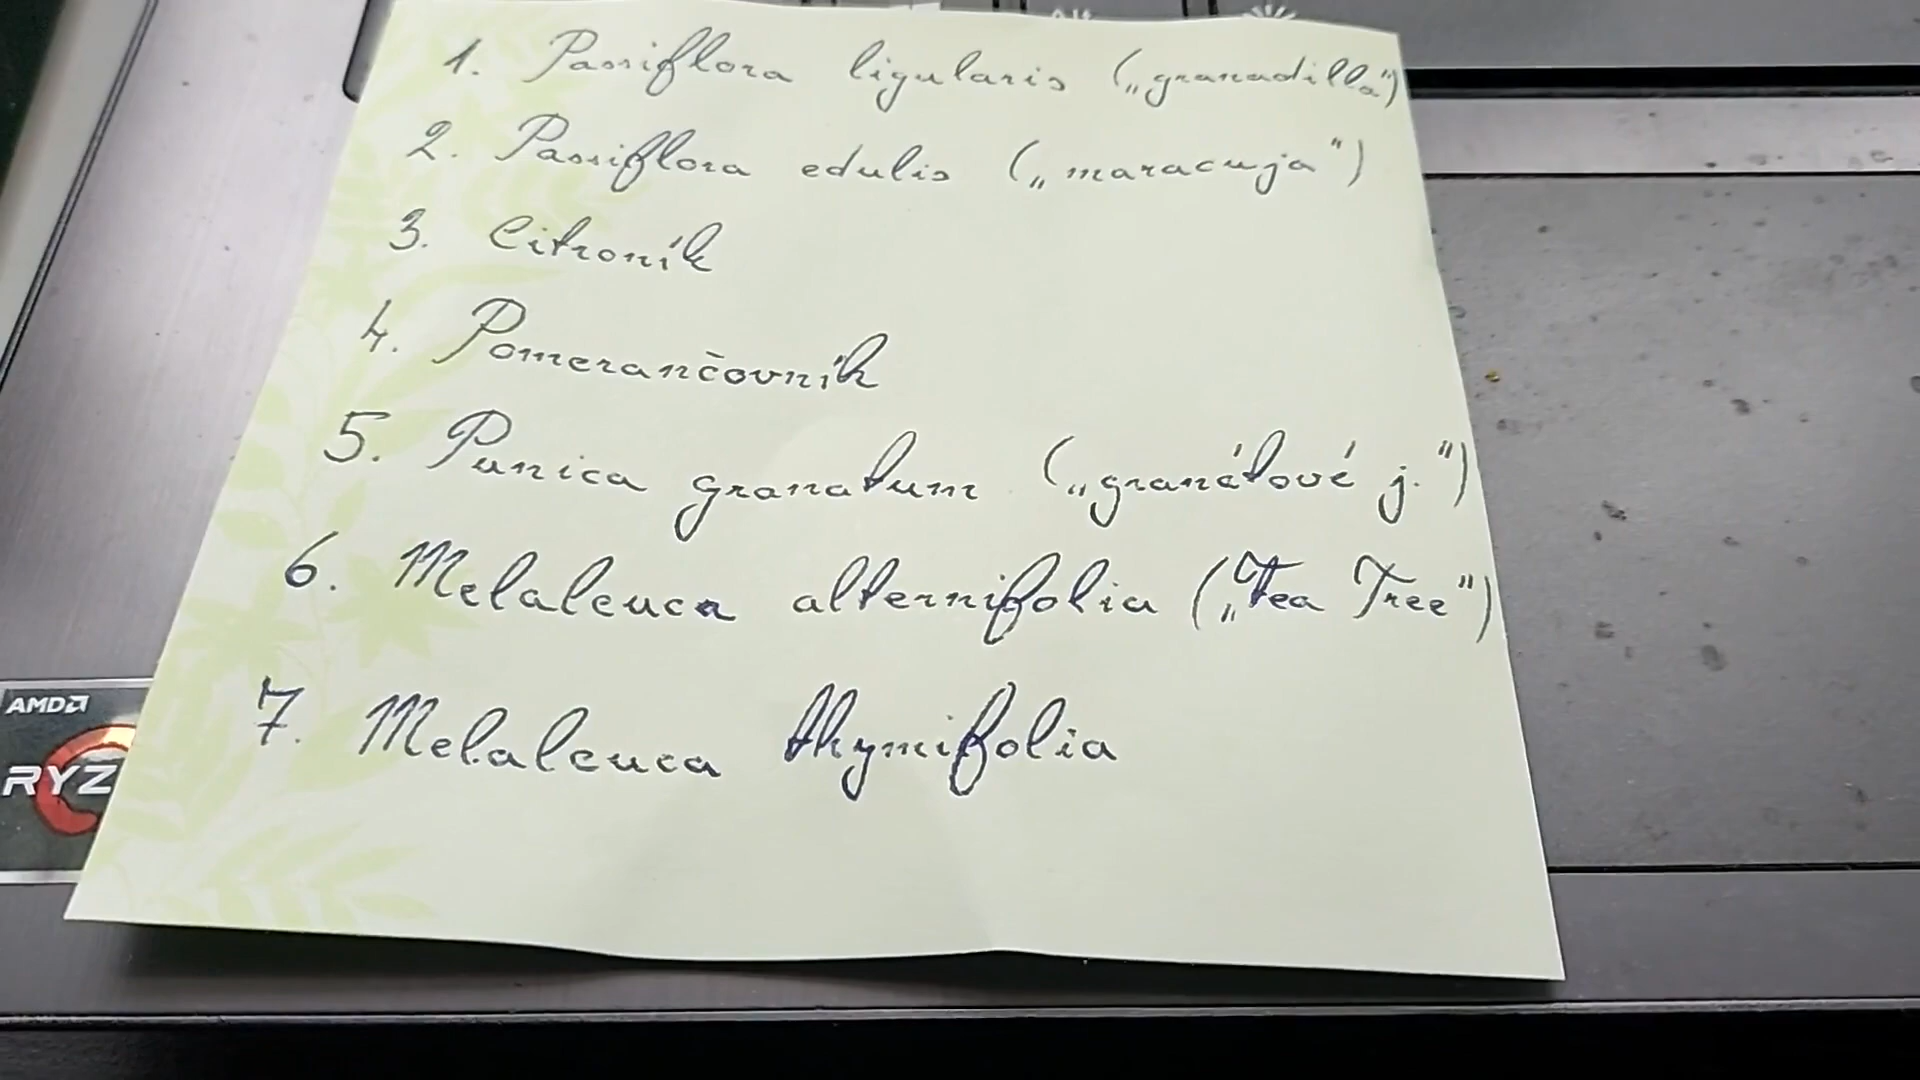 1. Passiflora ligularis („granadilla")
2. Passiflora edulis („maracuja")
3. Citroník
4. Pomerančovník
5. Punica granatum („granátové j.")
6. Melaleuca alternifolia („Tea Tree")
7. Melaleuca thymifolia
AMD
RYZ